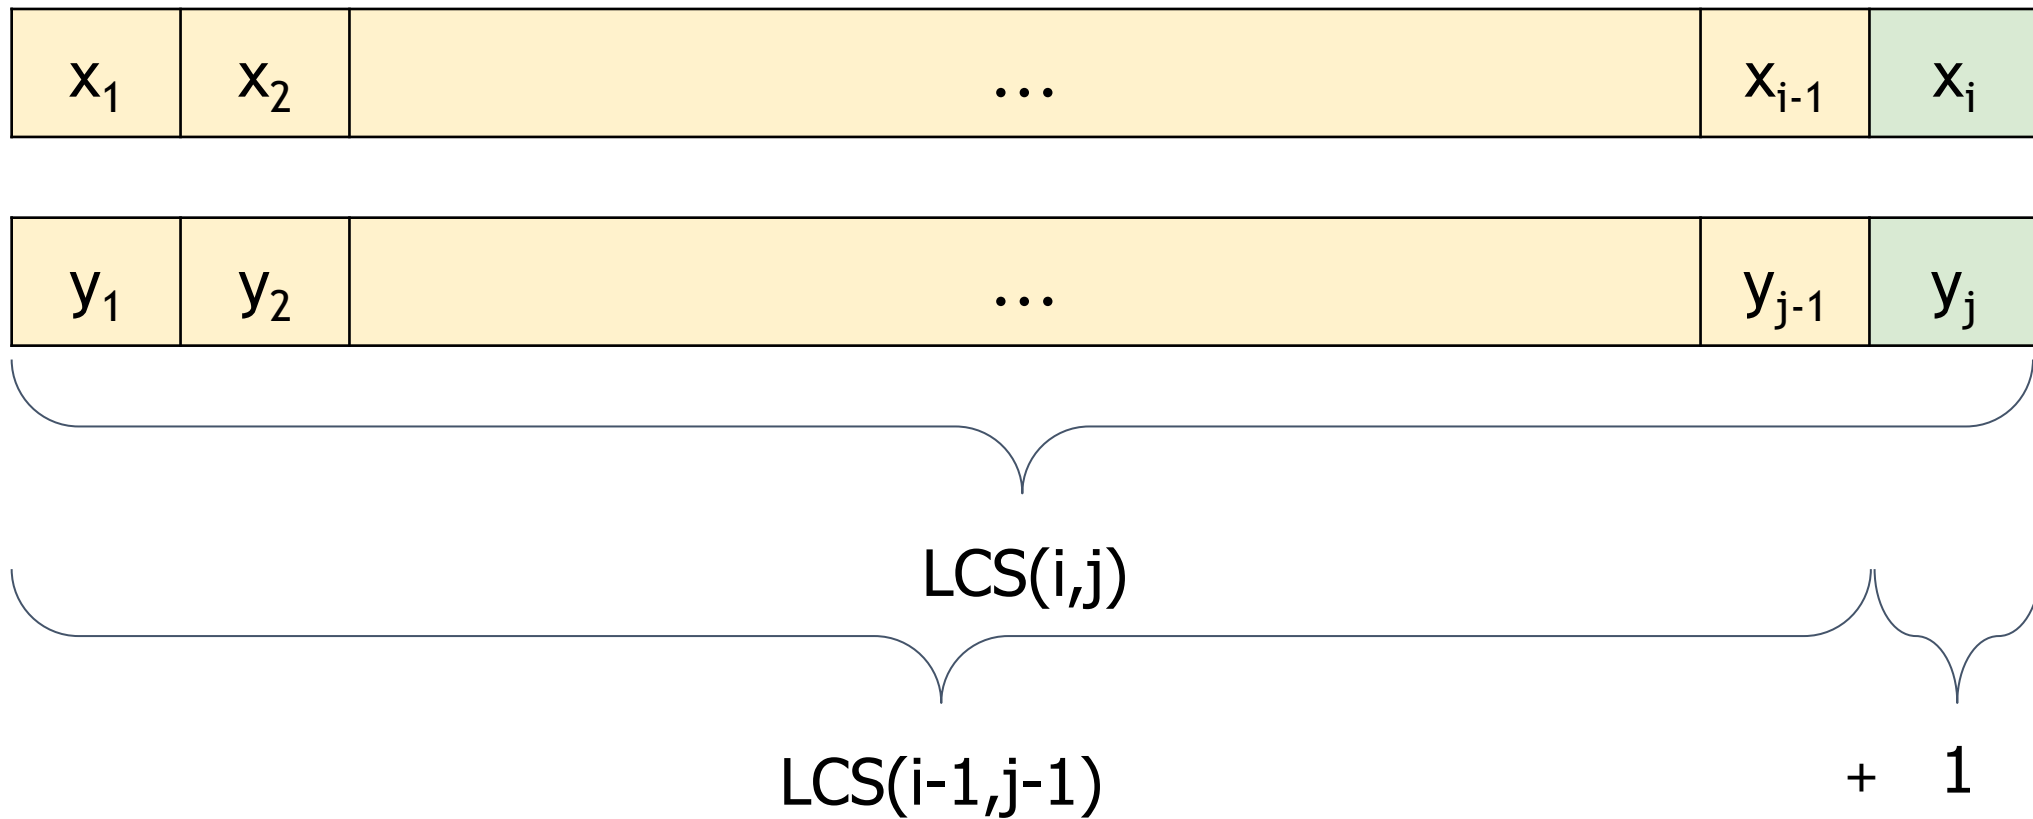 x₁ x₂ ... xᵢ₋₁ xᵢ
y₁ y₂ ... yⱼ₋₁ yⱼ
LCS(i,j)
LCS(i-1,j-1) + 1